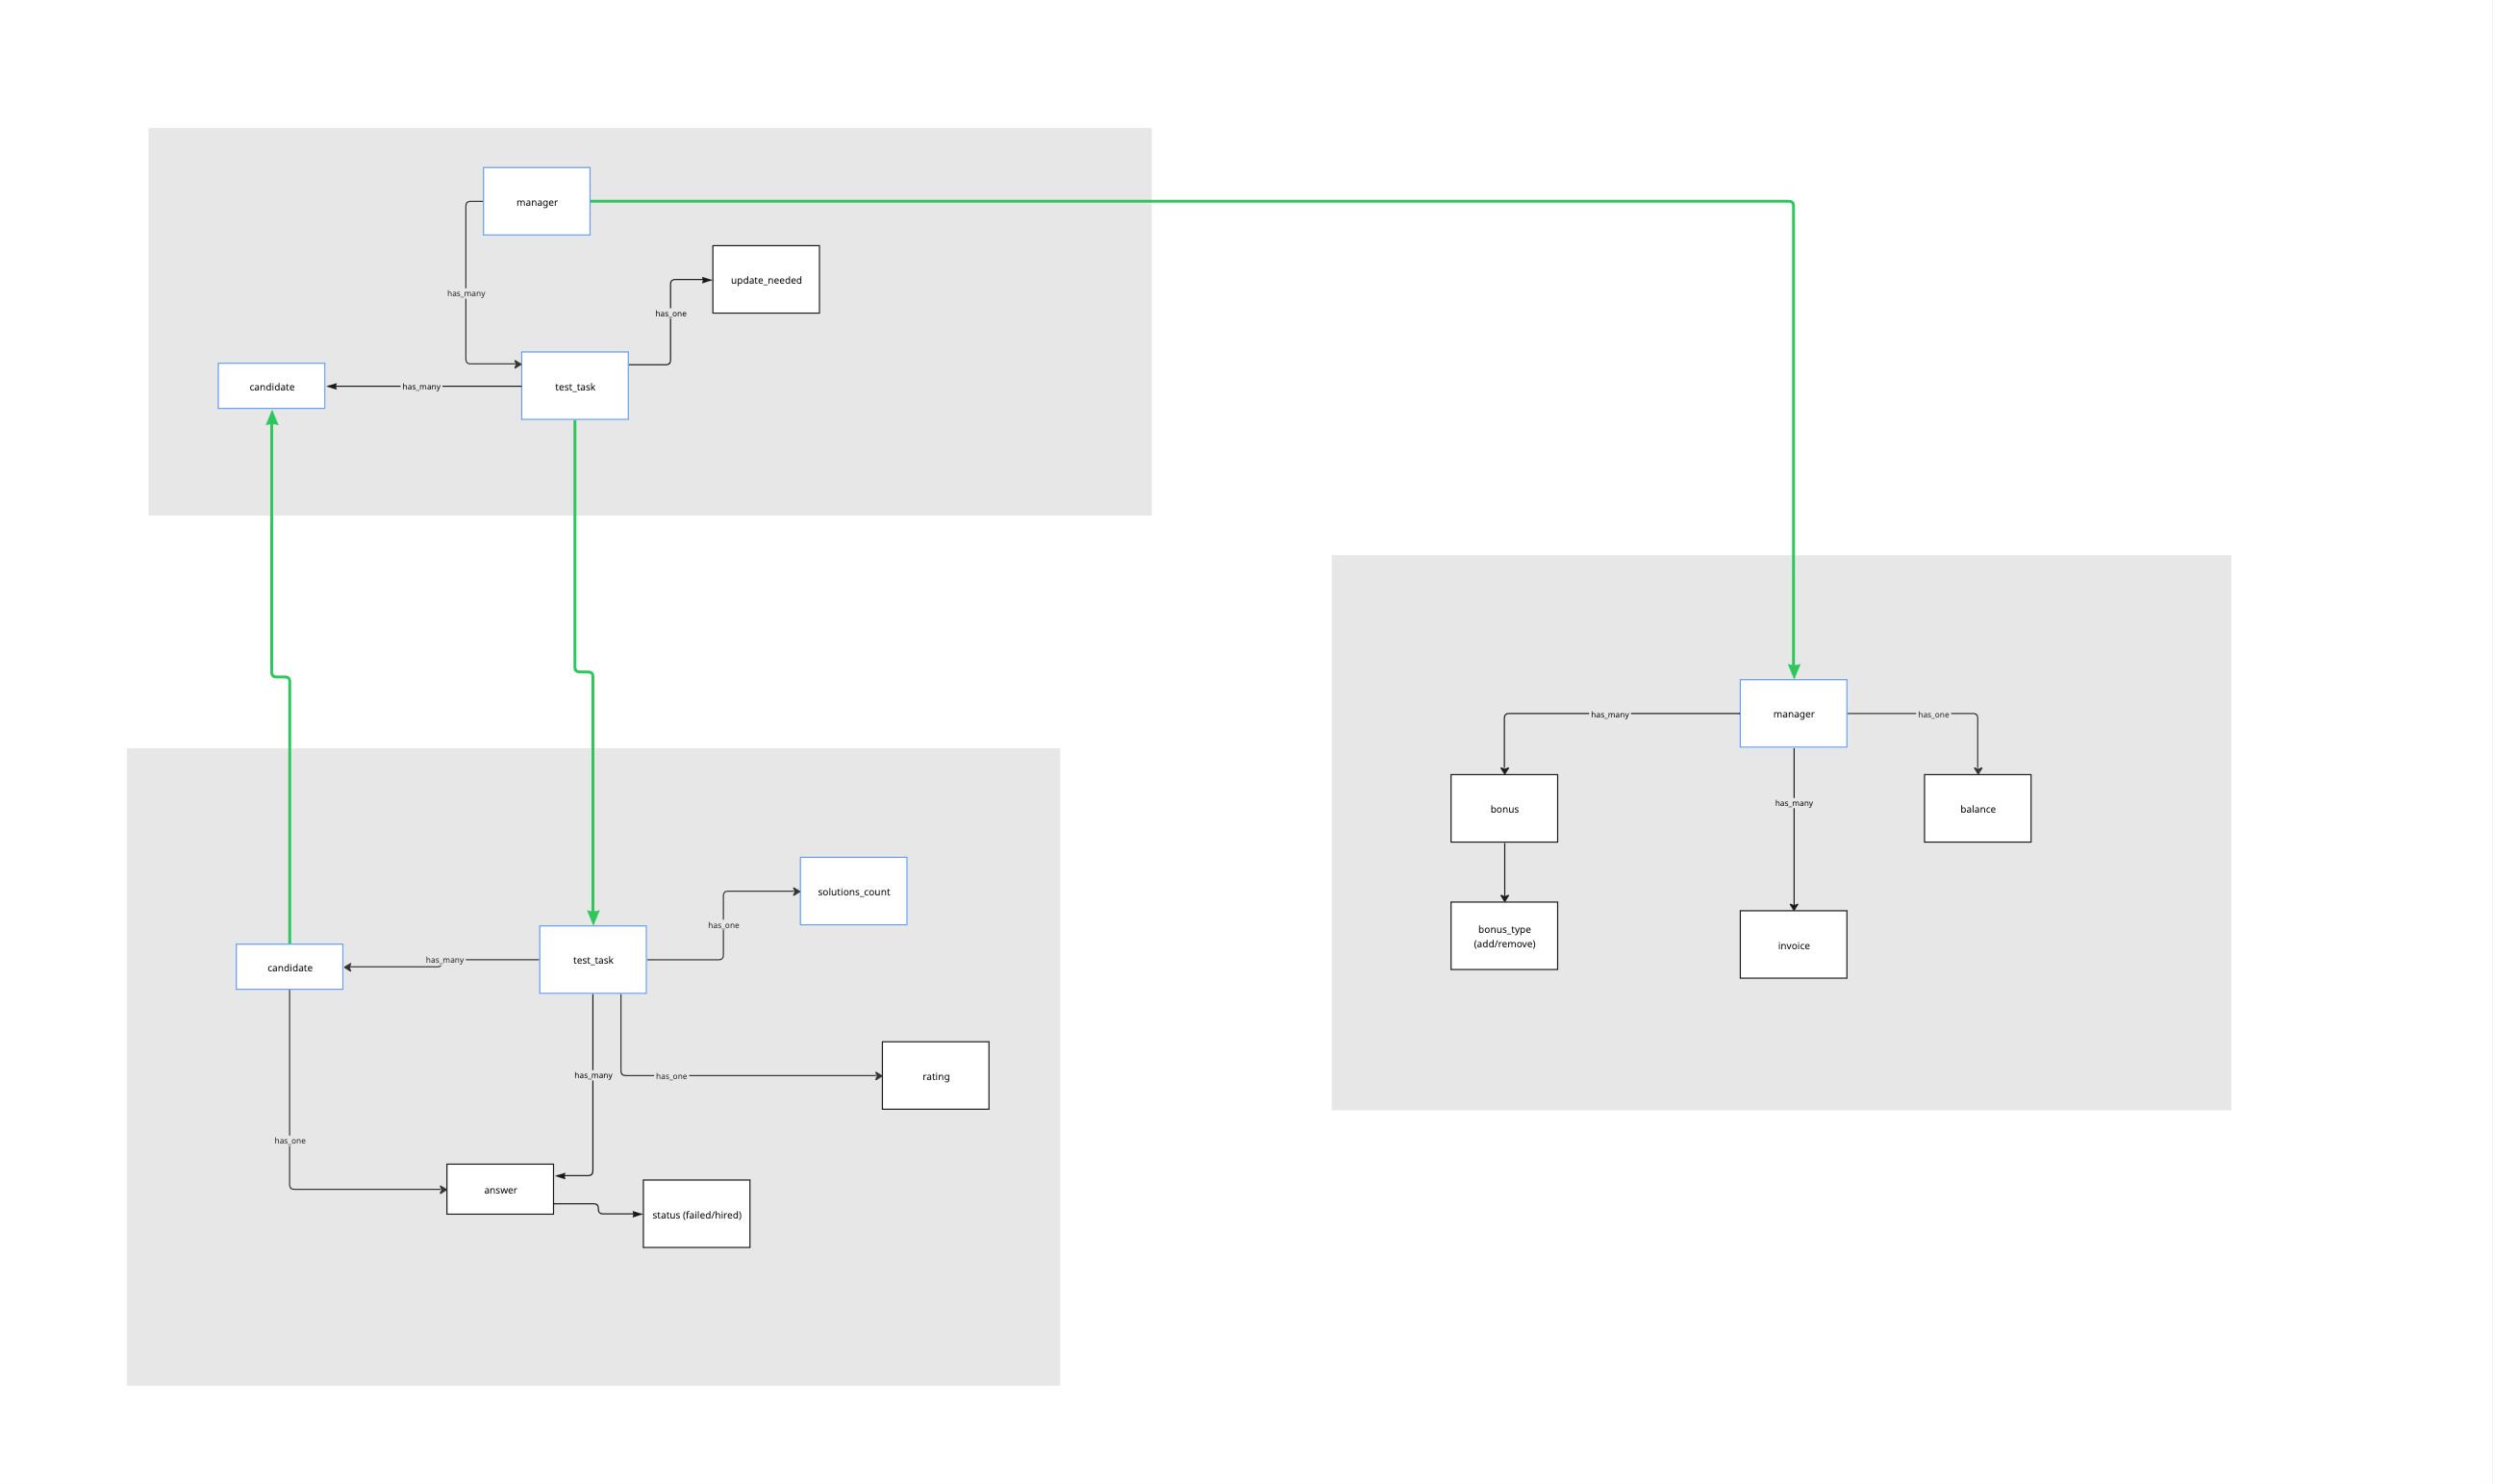 manager
update_needed
has_many
has_one
candidate
has_many
test_task
manager
has_many
has_one
bonus
has_many
balance
bonus_type
(add/remove)
invoice
solutions_count
has_one
candidate
has_many
test_task
has_many
has_one
rating
has_one
answer
status (failed/hired)